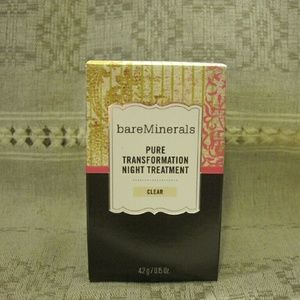 bareMinerals
PURE
TRANSFORMATION
NIGHT TREATMENT
CLEAR
4.2 g / 0.15 Oz.